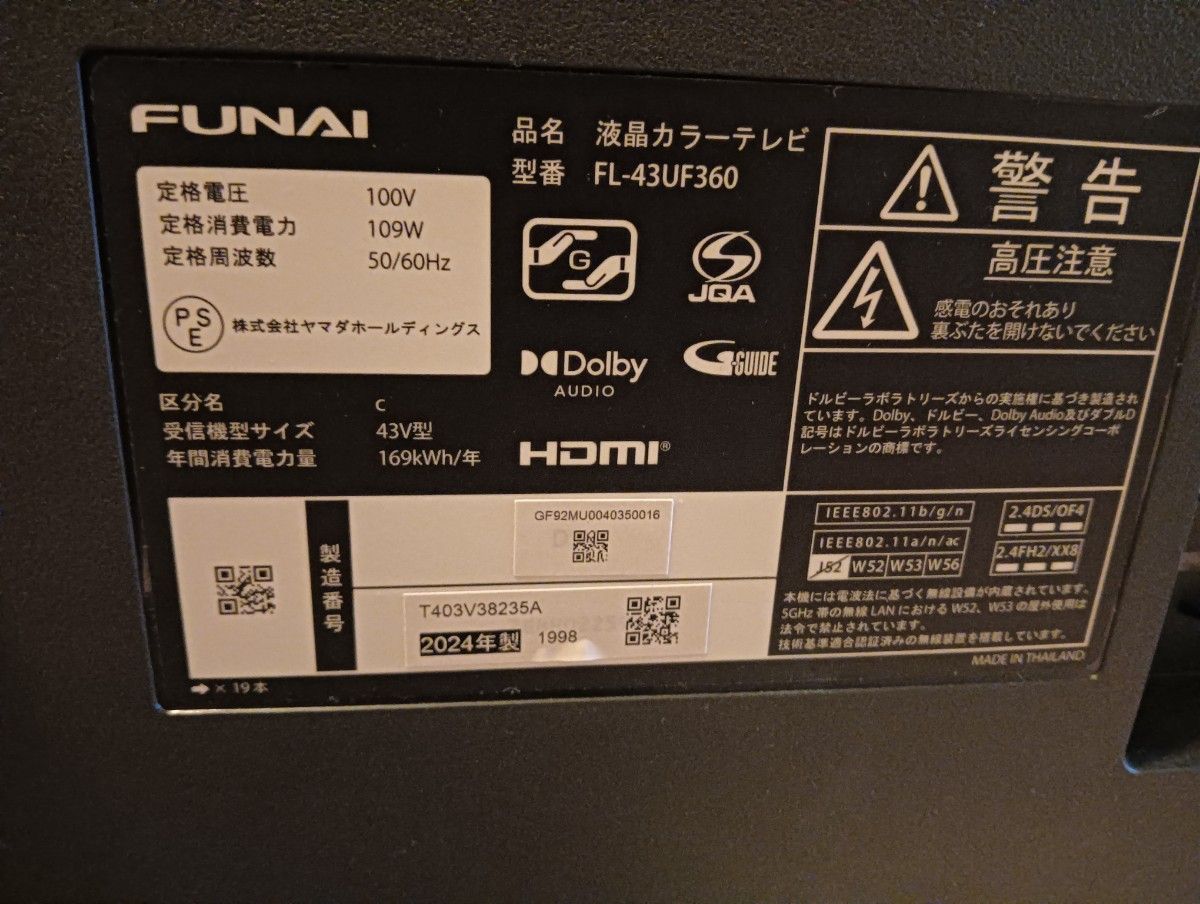 FUNAI
品名 液晶カラーテレビ
型番 FL-43UF360
定格電圧 100V
定格消費電力 109W
定格周波数 50/60Hz
PSE 株式会社ヤマダホールディングス
G
JQA
Dolby
AUDIO
G-GUIDE
HDMI®
区分名 C
受信機型サイズ 43V型
年間消費電力量 169kWh/年
警告
高圧注意
感電のおそれあり
裏ぶたを開けないでください
ドルビーラボラトリーズからの実施権に基づき製造され
ています。Dolby、ドルビー、Dolby Audio及びダブルD
記号はドルビーラボラトリーズライセンシングコーポ
レーションの商標です。
製造番号
GF92MU0040350016
T403V38235A
2024年製 1998
➡ × 19本
IEEE802.11b/g/n
IEEE802.11a/n/ac
J52 W52 W53 W56
2.4DS/OF4
2.4FH2/XX8
本機には電波法に基づく無線設備が内蔵されています。
5GHz 帯の無線 LAN における W52、W53 の屋外使用は
法令で禁止されています。
技術基準適合認証済みの無線装置を搭載しています。
MADE IN THAILAND